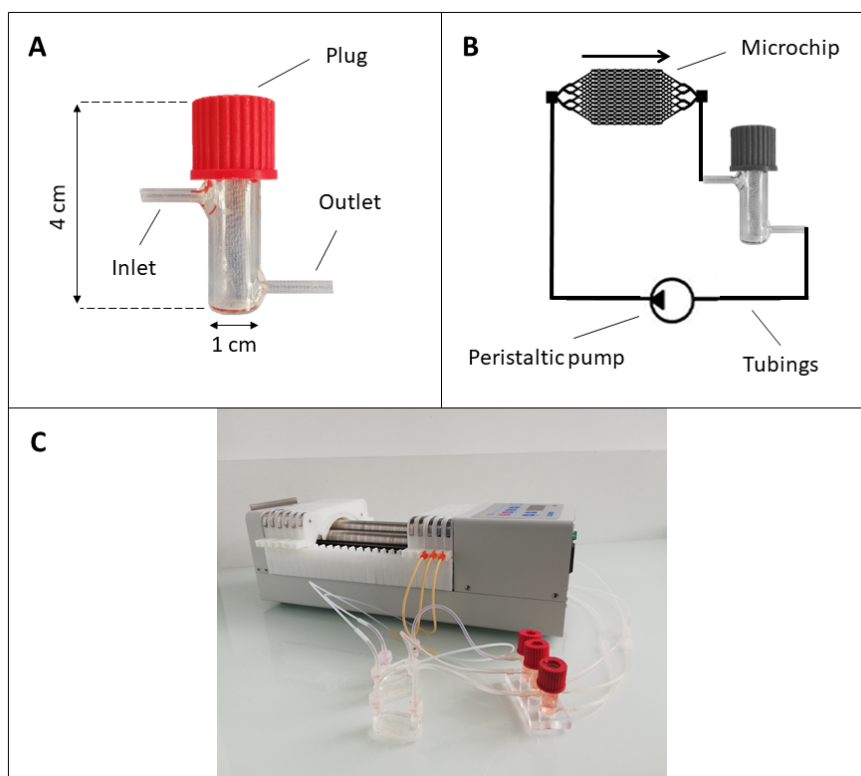 A
Plug
4 cm
Inlet
Outlet
1 cm
B
Microchip
Peristaltic pump
Tubings
C